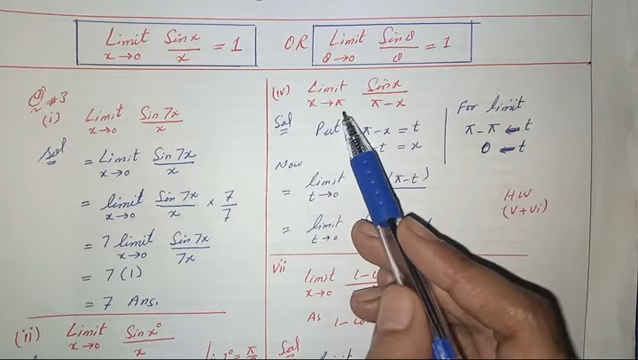 Limit x→0 Sinx/x = 1 OR Limit θ→0 Sinθ/θ = 1
Q #3
(i) Limit x→0 Sin7x/x
Sol
= Limit x→0 Sin7x/x
= limit x→0 Sin7x/x × 7/7
= 7 limit x→0 Sin7x/7x
= 7(1)
= 7 Ans.
(ii) Limit x→0 Sinx°/x
(iv) Limit x→π Sinx/π-x
Sol Put π-x = t
-t = x
Now
= limit t→0 (π-t)
= limit t→0
For limit
π-π ← t
0 ← t
H.W
(V+Vi)
vii limit x→0 1-
As 1-
Sol